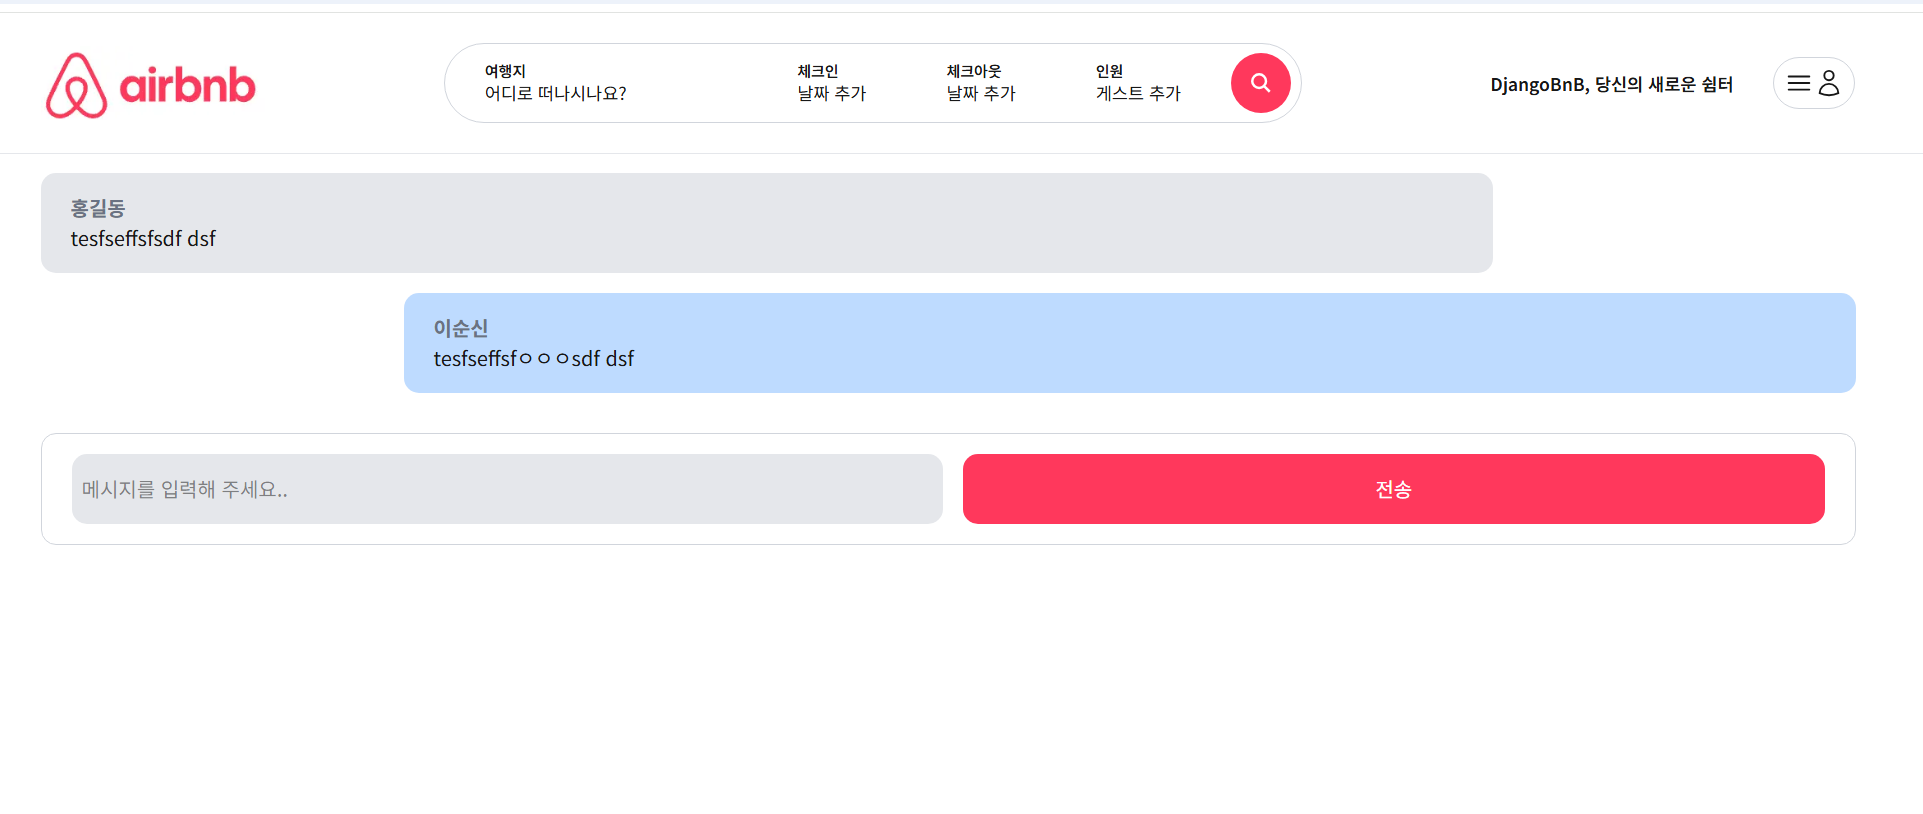 airbnb
여행지
어디로 떠나시나요?
체크인
날짜 추가
체크아웃
날짜 추가
인원
게스트 추가
DjangoBnB, 당신의 새로운 쉼터
홍길동
tesfseffsfsdf dsf
이순신
tesfseffsfㅇㅇㅇsdf dsf
메시지를 입력해 주세요..
전송